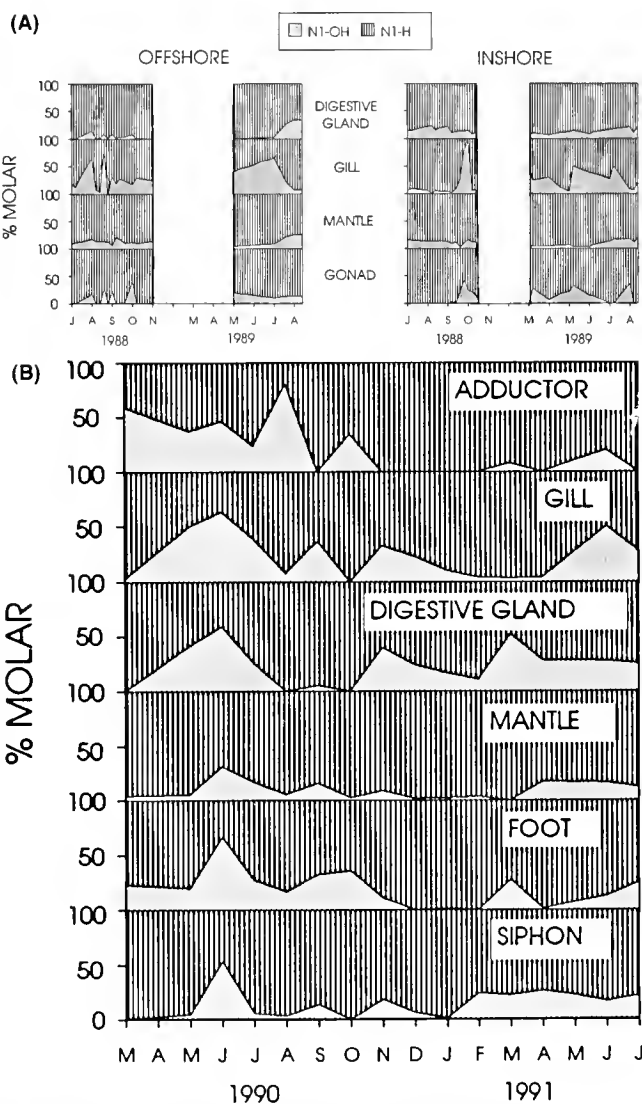 (A)
N1-OH N1-H
OFFSHORE INSHORE
% MOLAR
100
50
100
50
100
50
100
50
0
DIGESTIVE GLAND
GILL
MANTLE
GONAD
J A S O N M A M J J A J A S O N M A M J J A
1988 1989 1988 1989
(B)
% MOLAR
100
50
ADDUCTOR
100
50
GILL
100
50
DIGESTIVE GLAND
100
50
MANTLE
100
50
FOOT
100
50
0
SIPHON
M A M J J A S O N D J F M A M J J
1990 1991